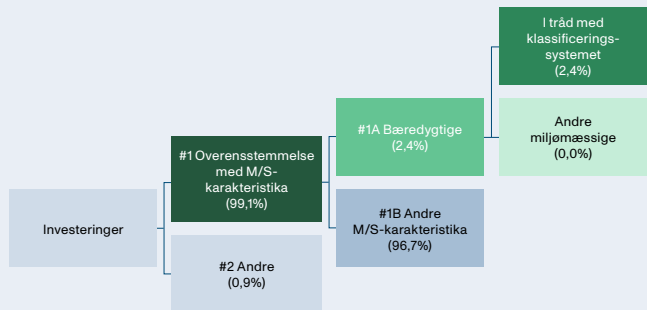 Investeringer
#1 Overensstemmelse
med M/S-
karakteristika
(99,1%)
#2 Andre
(0,9%)
#1A Bæredygtige
(2,4%)
#1B Andre
M/S-karakteristika
(96,7%)
I tråd med
klassificerings-
systemet
(2,4%)
Andre
miljømæssige
(0,0%)